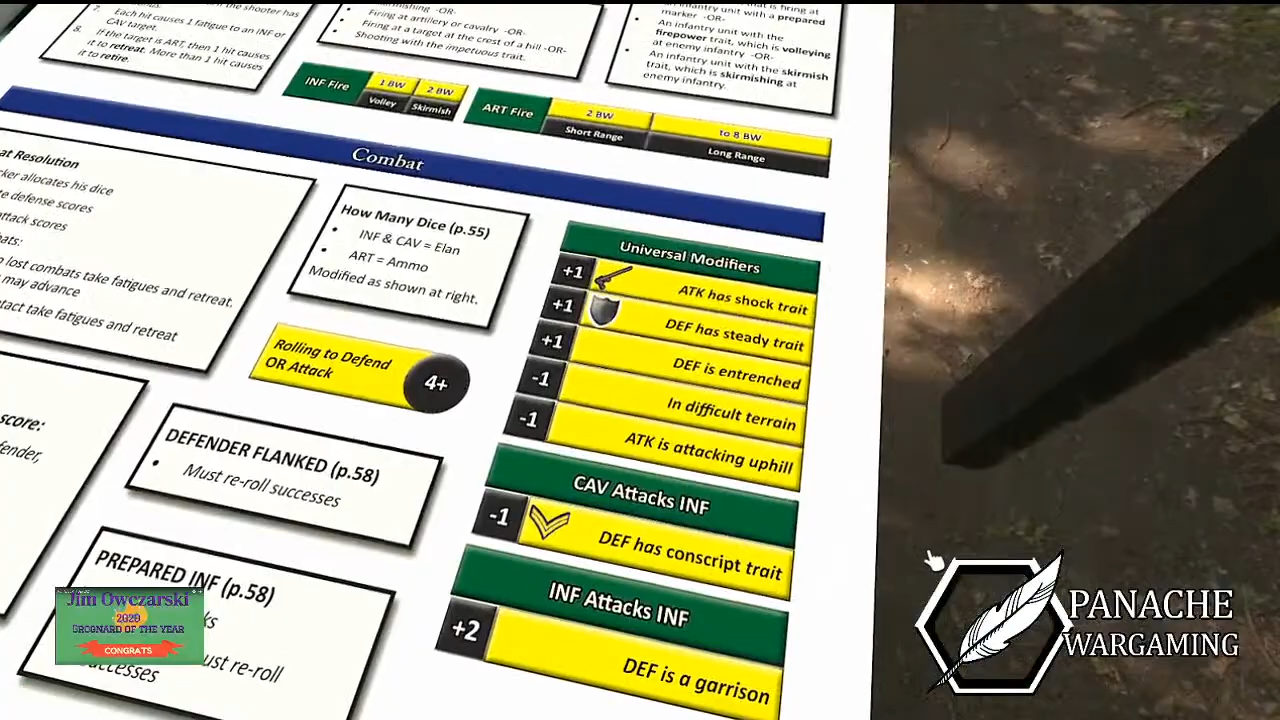 7. Each hit causes 1 fatigue to an INF or
CAV target.
8. If the target is ART, then 1 hit causes
it to retreat. More than 1 hit causes
it to retire.
-OR-
Firing at artillery or cavalry -OR-
Firing at a target at the crest of a hill -OR-
Shooting with the impetuous trait.
an infantry unit with a prepared
marker -OR-
An infantry unit with the
firepower trait, which is volleying
at enemy infantry -OR-
An infantry unit with the skirmish
trait, which is skirmishing at
enemy infantry.
INF Fire
1 BW
2 BW
Volley
Skirmish
ART Fire
2 BW
to 8 BW
Short Range
Long Range
Combat
Resolution
allocates his dice
defense scores
attack scores
lost combats take fatigues and retreat.
may advance
take fatigues and retreat
How Many Dice (p.55)
INF & CAV = Elan
ART = Ammo
Modified as shown at right.
Rolling to Defend
OR Attack
4+
score:
DEFENDER FLANKED (p.58)
Must re-roll successes
PREPARED INF (p.58)
must re-roll
successes
Universal Modifiers
+1 ATK has shock trait
+1 DEF has steady trait
+1 DEF is entrenched
-1 In difficult terrain
-1 ATK is attacking uphill
CAV Attacks INF
-1 DEF has conscript trait
INF Attacks INF
+2 DEF is a garrison
Jim Owczarski
2020
GROGNARD OF THE YEAR
CONGRATS
PANACHE
WARGAMING